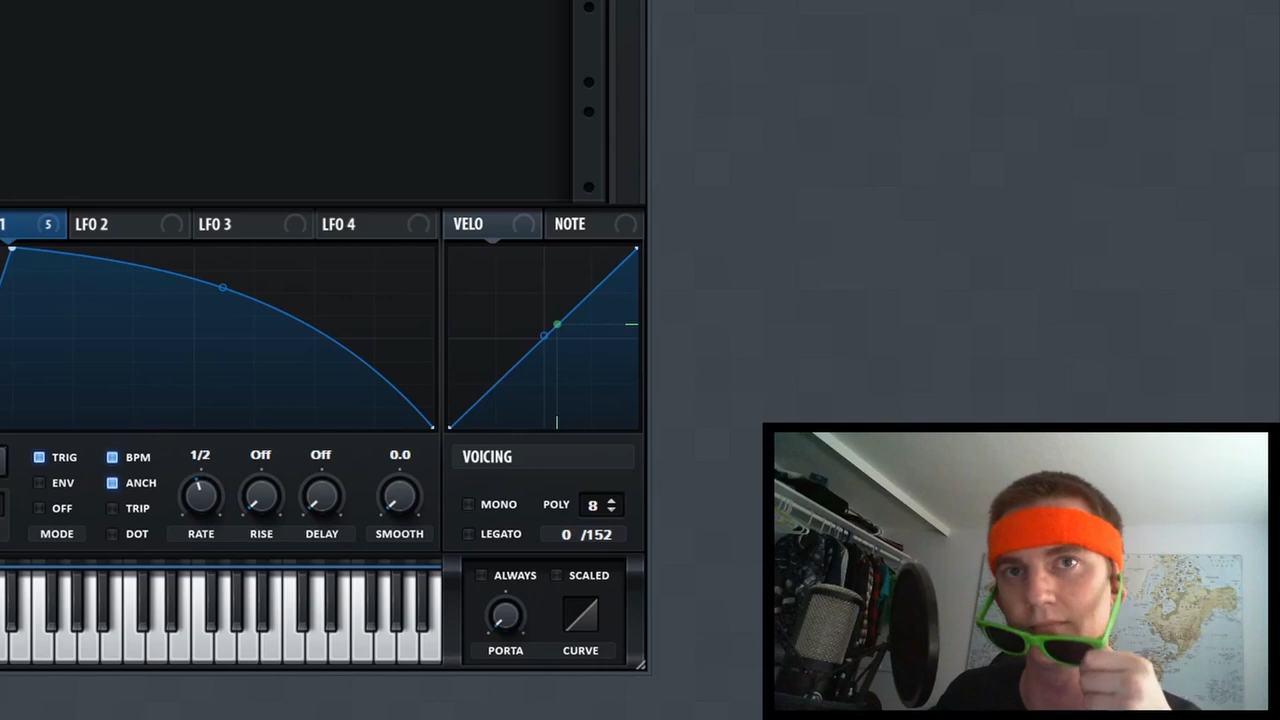 1 5 LFO 2 LFO 3 LFO 4 VELO NOTE
TRIG BPM 1/2 Off Off 0.0 VOICING
ENV ANCH
OFF TRIP MONO POLY 8
MODE DOT RATE RISE DELAY SMOOTH LEGATO 0 /152
ALWAYS SCALED
PORTA CURVE